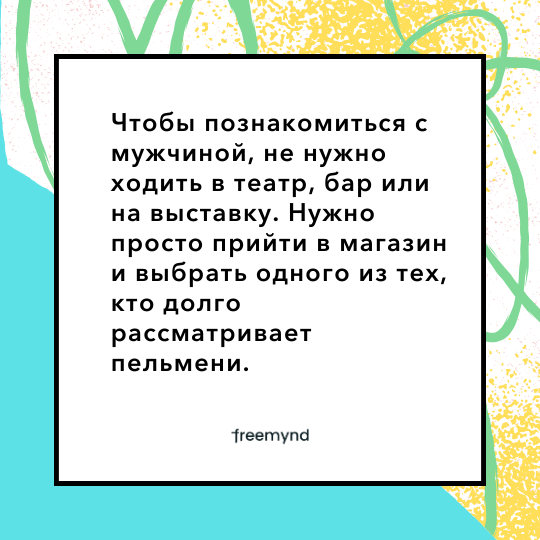 Чтобы познакомиться с
мужчиной, не нужно
ходить в театр, бар или
на выставку. Нужно
просто прийти в магазин
и выбрать одного из тех,
кто долго
рассматривает
пельмени.
freemynd